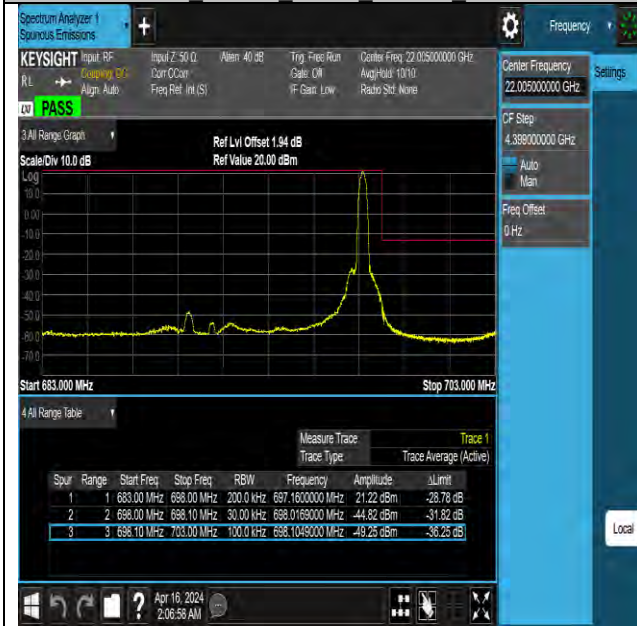 Spectrum Analyzer 1
Spurious Emissions
Frequency
KEYSIGHT Input: RF Input Z: 50 Ω Atten: 40 dB Trig: Free Run Center Freq: 22.005000000 GHz
RL Coupling: DC Corr CCorr Gate: Off Avg|Hold: 10/10
Align: Auto Freq Ref: Int (S) IF Gain: Low Radio Std: None
LXI PASS
Center Frequency
22.005000000 GHz
Settings
CF Step
4.399000000 GHz
Auto
Man
Freq Offset
0 Hz
3 All Range Graph
Ref Lvl Offset 1.94 dB
Scale/Div 10.0 dB Ref Value 20.00 dBm
Log
10.0
0.00
-10.0
-20.0
-30.0
-40.0
-50.0
-60.0
-70.0
Start 683.000 MHz Stop 703.000 MHz
4 All Range Table
Measure Trace Trace 1
Trace Type Trace Average (Active)
Spur Range Start Freq Stop Freq RBW Frequency Amplitude ΔLimit
1 1 683.00 MHz 698.00 MHz 200.0 kHz 697.1600000 MHz 21.22 dBm -28.78 dB
2 2 698.00 MHz 698.10 MHz 30.00 kHz 698.0169000 MHz -44.82 dBm -31.82 dB
3 3 698.10 MHz 703.00 MHz 100.0 kHz 698.1049000 MHz -49.25 dBm -36.25 dB
Local
Apr 16, 2024
2:06:58 AM